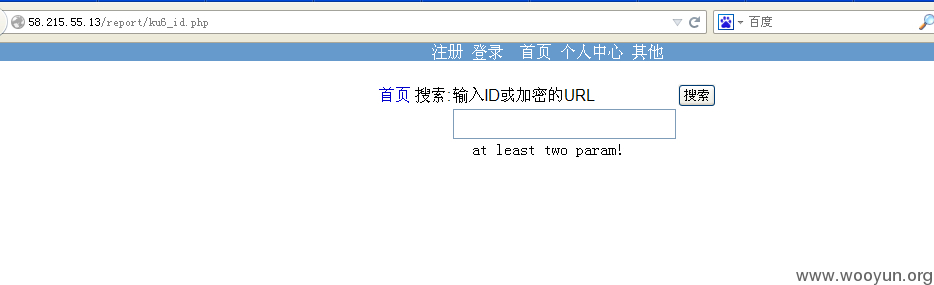 58.215.55.13/report/ku6_id.php
百度
注册 登录 首页 个人中心 其他
首页 搜索:输入ID或加密的URL 搜索
at least two param!
www.wooyun.org